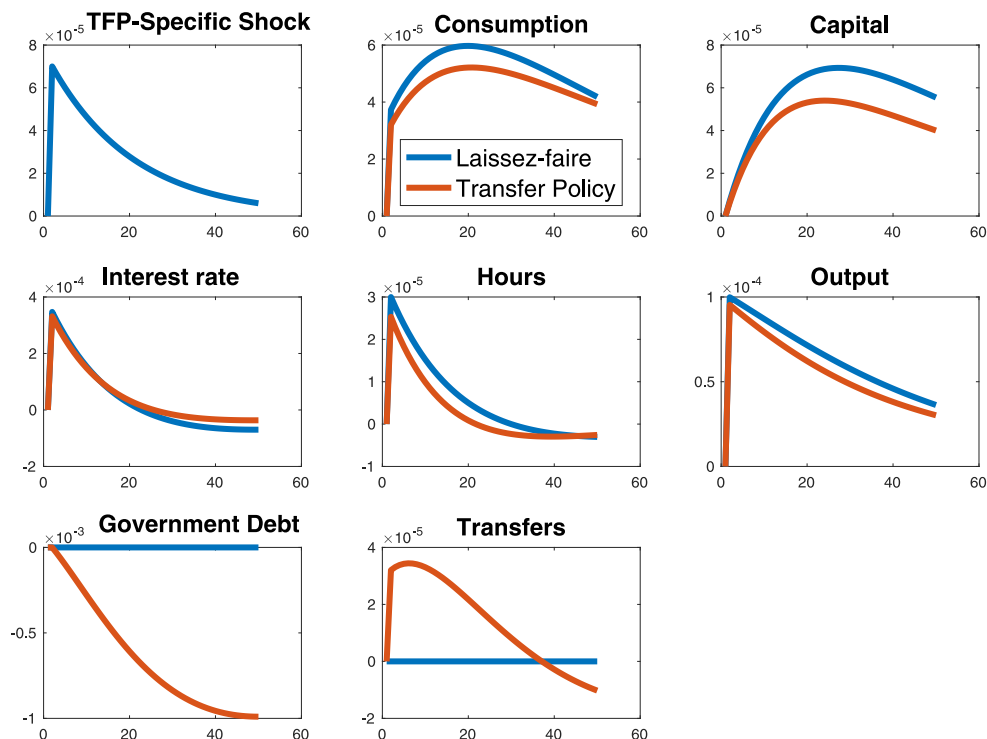 TFP-Specific Shock
×10^-5
8
6
4
2
0
0 20 40 60
Consumption
×10^-5
6
4
2
0
0 20 40 60
Laissez-faire
Transfer Policy
Capital
×10^-5
8
6
4
2
0
0 20 40 60
Interest rate
×10^-4
4
2
0
-2
0 20 40 60
Hours
×10^-5
3
2
1
0
-1
0 20 40 60
Output
×10^-4
1
0.5
0
0 20 40 60
Government Debt
×10^-3
0
-0.5
-1
0 20 40 60
Transfers
×10^-5
4
2
0
-2
0 20 40 60